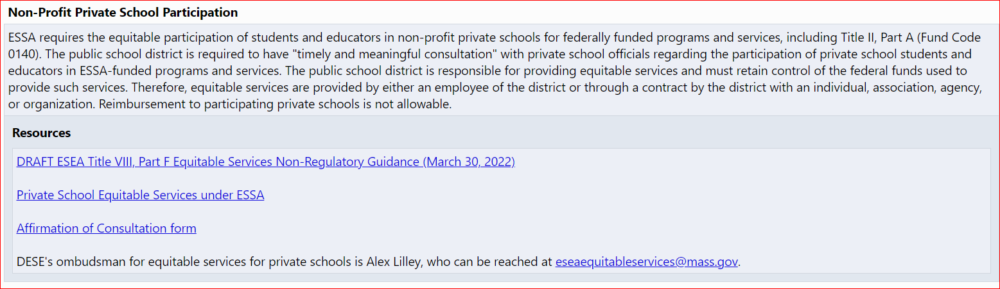 Non-Profit Private School Participation
ESSA requires the equitable participation of students and educators in non-profit private schools for federally funded programs and services, including Title II, Part A (Fund Code
0140). The public school district is required to have "timely and meaningful consultation" with private school officials regarding the participation of private school students and
educators in ESSA-funded programs and services. The public school district is responsible for providing equitable services and must retain control of the federal funds used to
provide such services. Therefore, equitable services are provided by either an employee of the district or through a contract by the district with an individual, association, agency,
or organization. Reimbursement to participating private schools is not allowable.
Resources
DRAFT ESEA Title VIII, Part F Equitable Services Non-Regulatory Guidance (March 30, 2022)
Private School Equitable Services under ESSA
Affirmation of Consultation form
DESE's ombudsman for equitable services for private schools is Alex Lilley, who can be reached at eseaequitableservices@mass.gov.